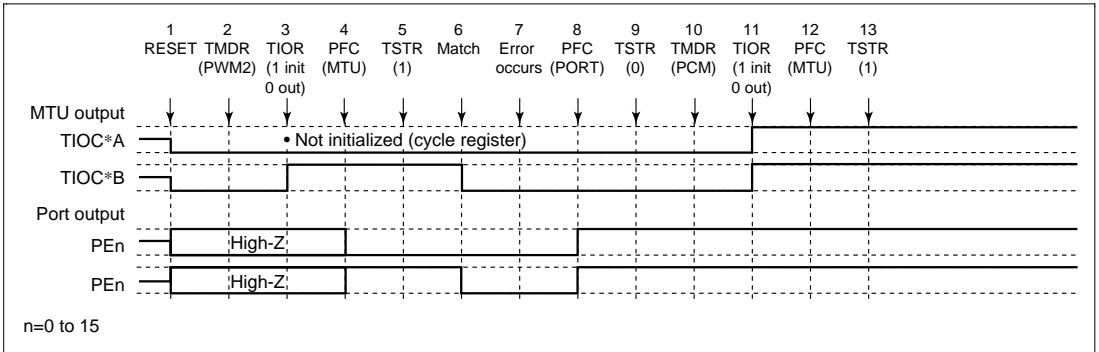 1 2 3 4 5 6 7 8 9 10 11 12 13
RESET TMDR TIOR PFC TSTR Match Error PFC TSTR TMDR TIOR PFC TSTR
(PWM2) (1 init (MTU) (1) occurs (PORT) (0) (PCM) (1 init (MTU) (1)
0 out) 0 out)
MTU output
TIOC*A • Not initialized (cycle register)
TIOC*B
Port output
PEn High-Z
PEn High-Z
n=0 to 15